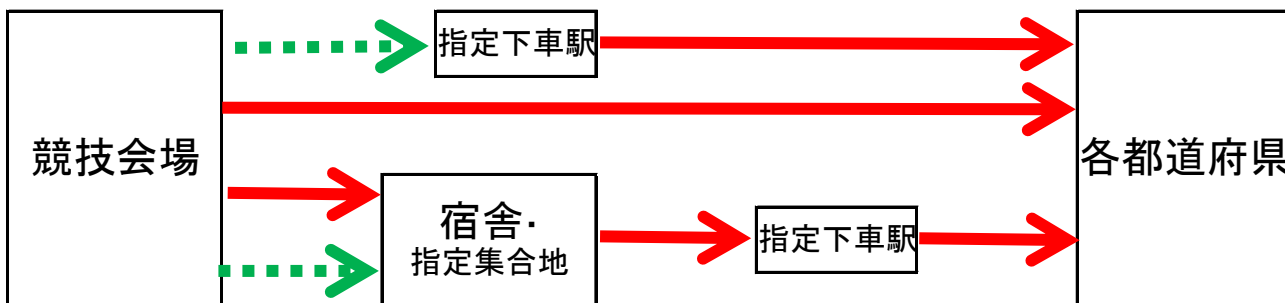 指定下車駅
競技会場
各都道府県
宿舎・
指定集合地
指定下車駅